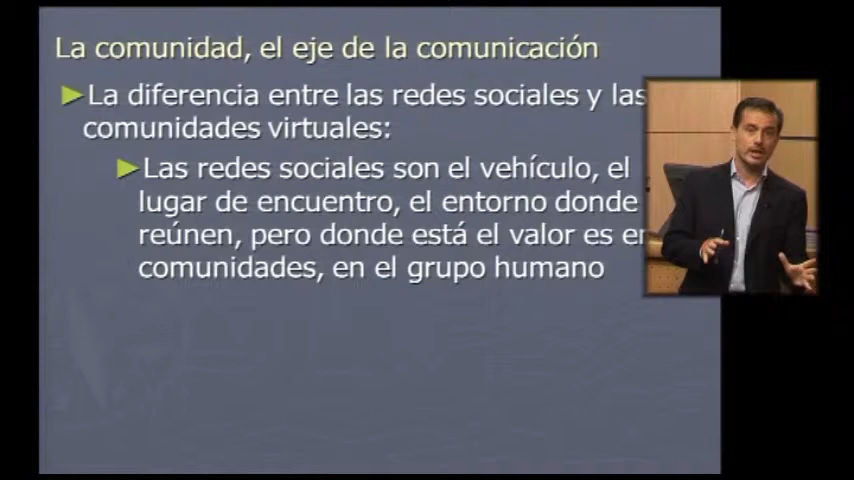 La comunidad, el eje de la comunicación
►La diferencia entre las redes sociales y las
comunidades virtuales:
►Las redes sociales son el vehículo, el
lugar de encuentro, el entorno donde
reúnen, pero donde está el valor es en
comunidades, en el grupo humano